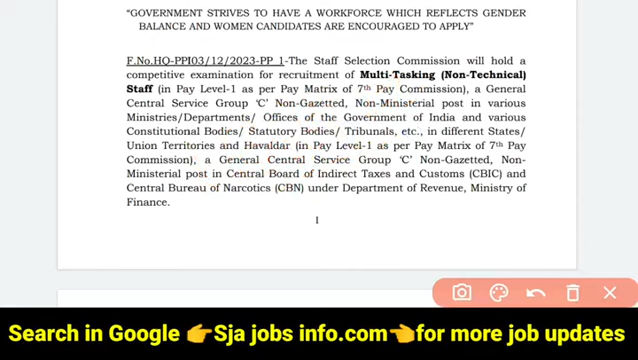 “GOVERNMENT STRIVES TO HAVE A WORKFORCE WHICH REFLECTS GENDER
BALANCE AND WOMEN CANDIDATES ARE ENCOURAGED TO APPLY”
F.No.HQ-PPI03/12/2023-PP_1-The Staff Selection Commission will hold a
competitive examination for recruitment of Multi-Tasking (Non-Technical)
Staff (in Pay Level-1 as per Pay Matrix of 7th Pay Commission), a General
Central Service Group ‘C’ Non-Gazetted, Non-Ministerial post in various
Ministries/Departments/ Offices of the Government of India and various
Constitutional Bodies/ Statutory Bodies/ Tribunals, etc., in different States/
Union Territories and Havaldar (in Pay Level-1 as per Pay Matrix of 7th Pay
Commission), a General Central Service Group ‘C’ Non-Gazetted, Non-
Ministerial post in Central Board of Indirect Taxes and Customs (CBIC) and
Central Bureau of Narcotics (CBN) under Department of Revenue, Ministry of
Finance.
1
Search in Google 👉Sja jobs info.com👈for more job updates